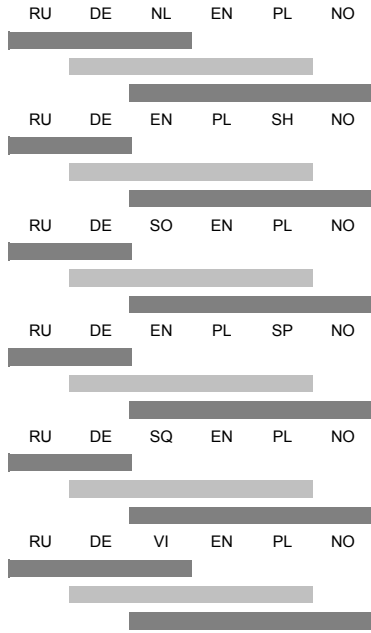 RU DE NL EN PL NO
RU DE EN PL SH NO
RU DE SO EN PL NO
RU DE EN PL SP NO
RU DE SQ EN PL NO
RU DE VI EN PL NO